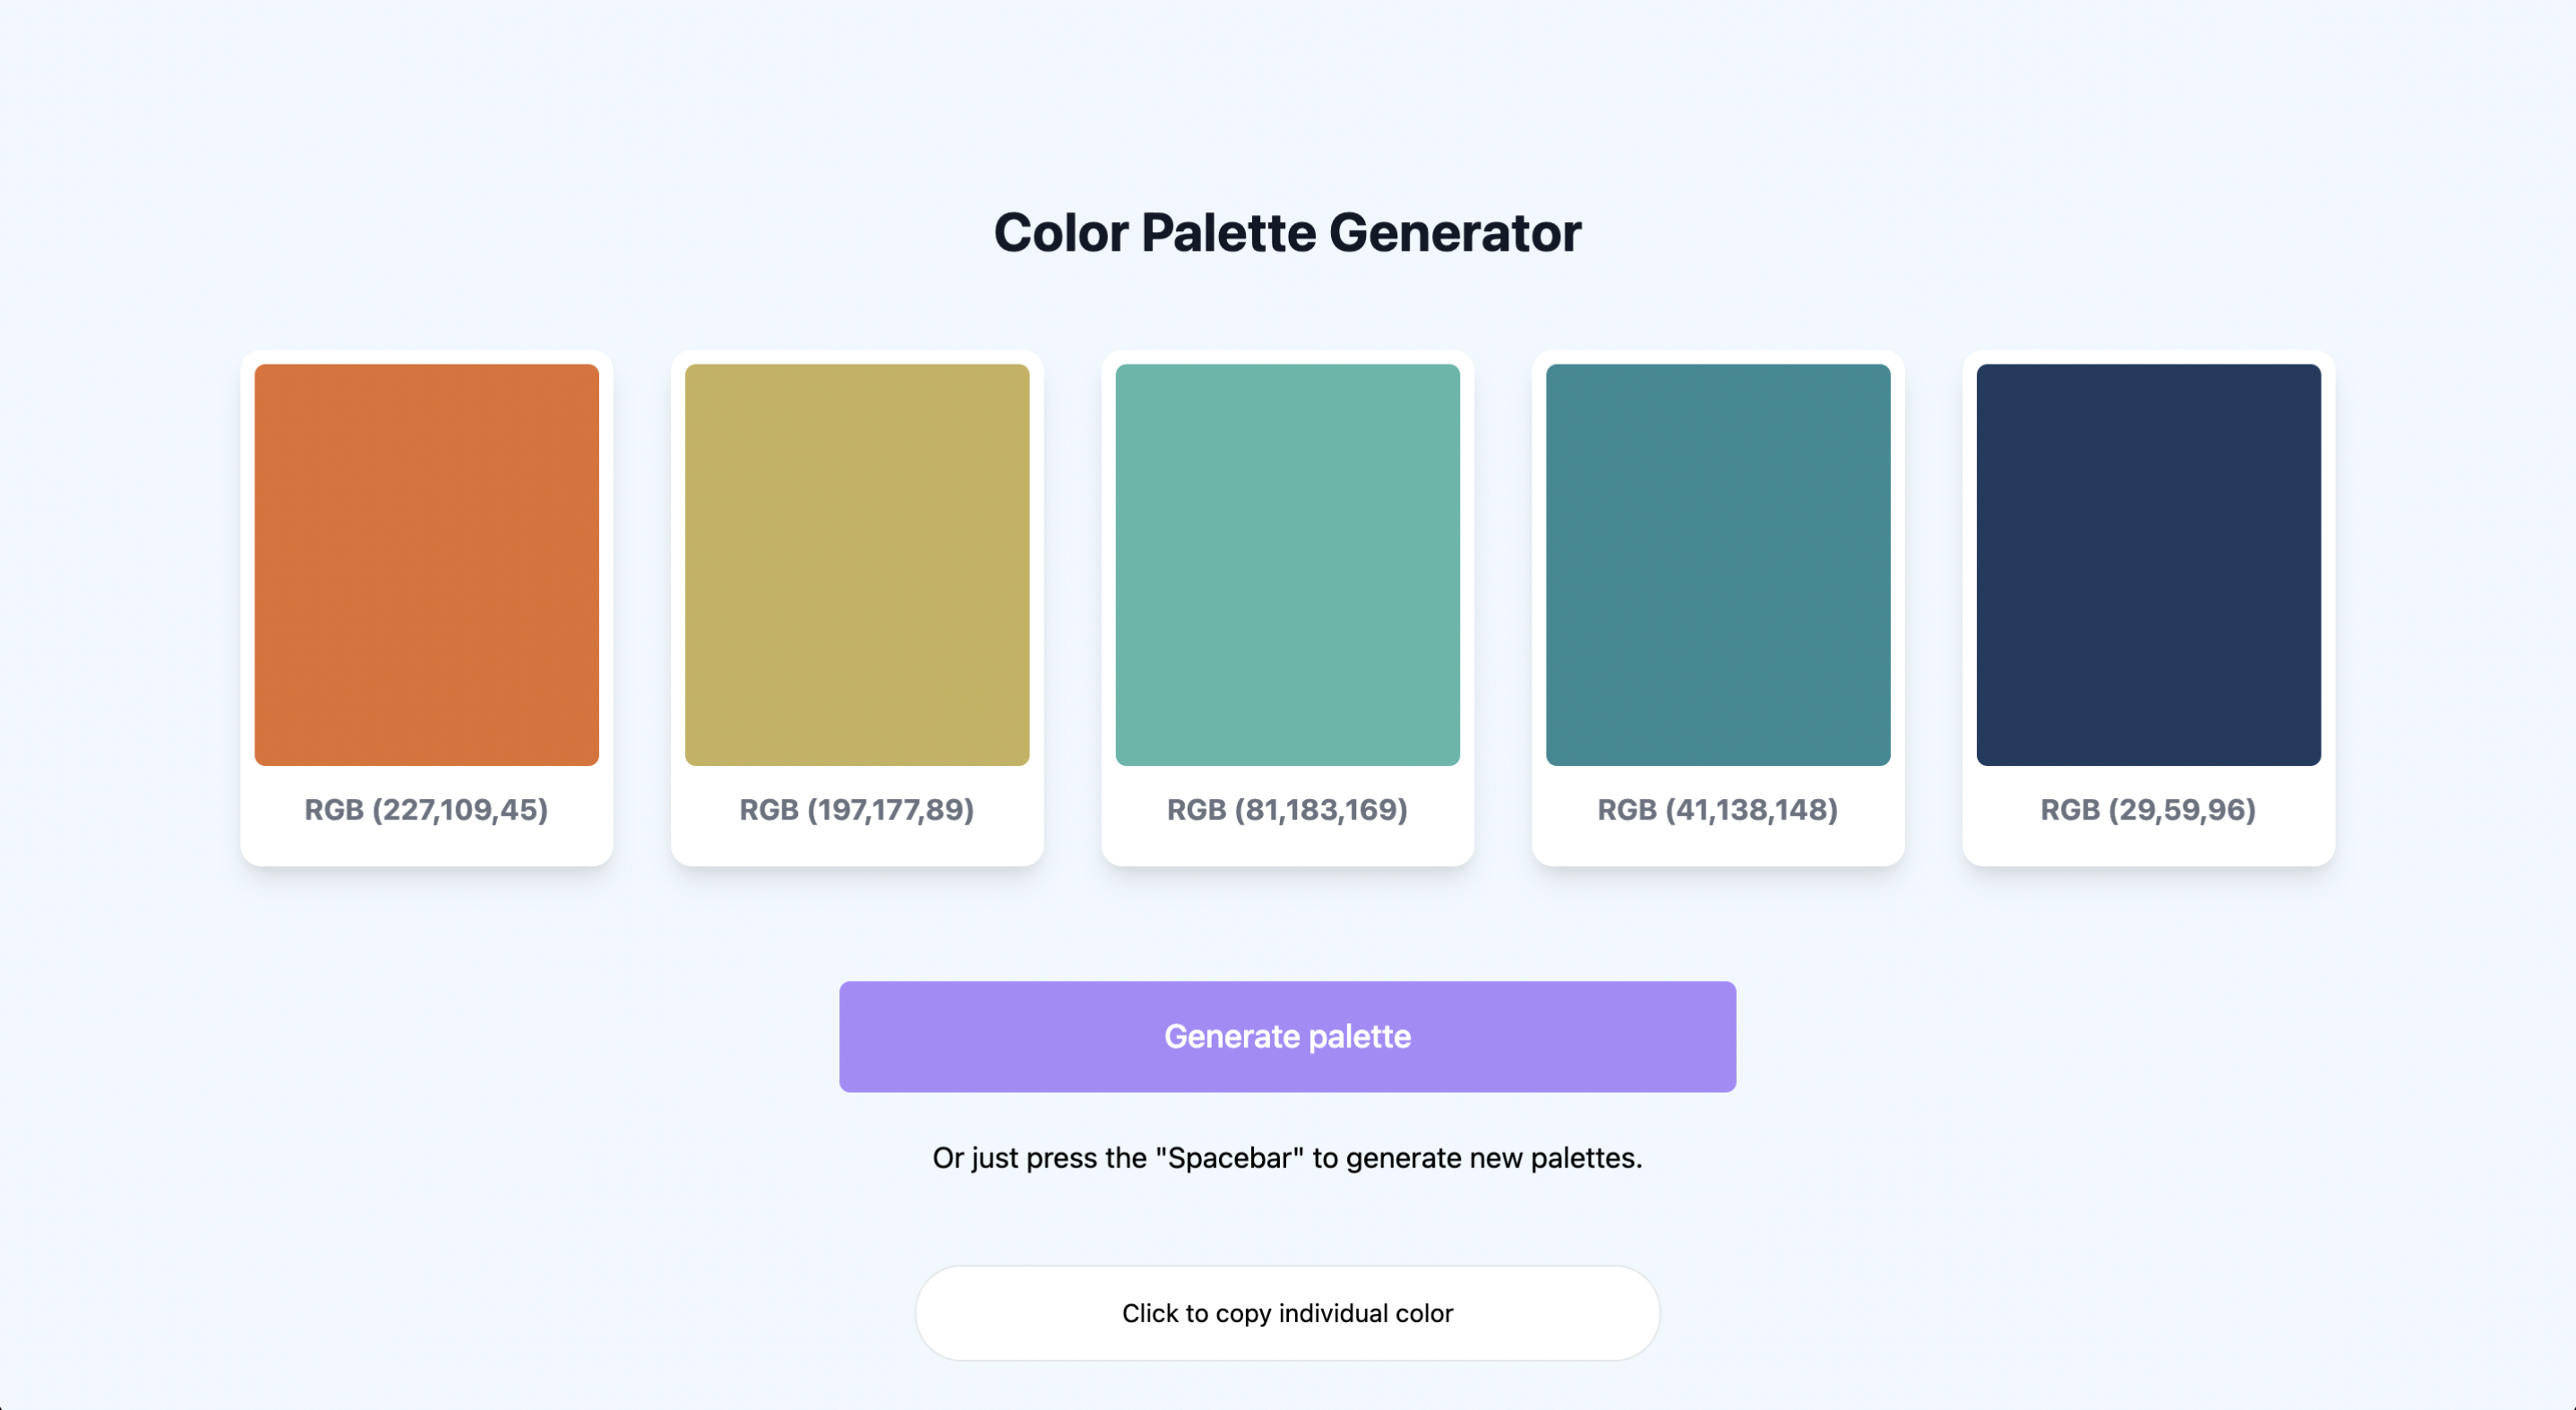 Color Palette Generator
RGB (227,109,45)
RGB (197,177,89)
RGB (81,183,169)
RGB (41,138,148)
RGB (29,59,96)
Generate palette
Or just press the "Spacebar" to generate new palettes.
Click to copy individual color